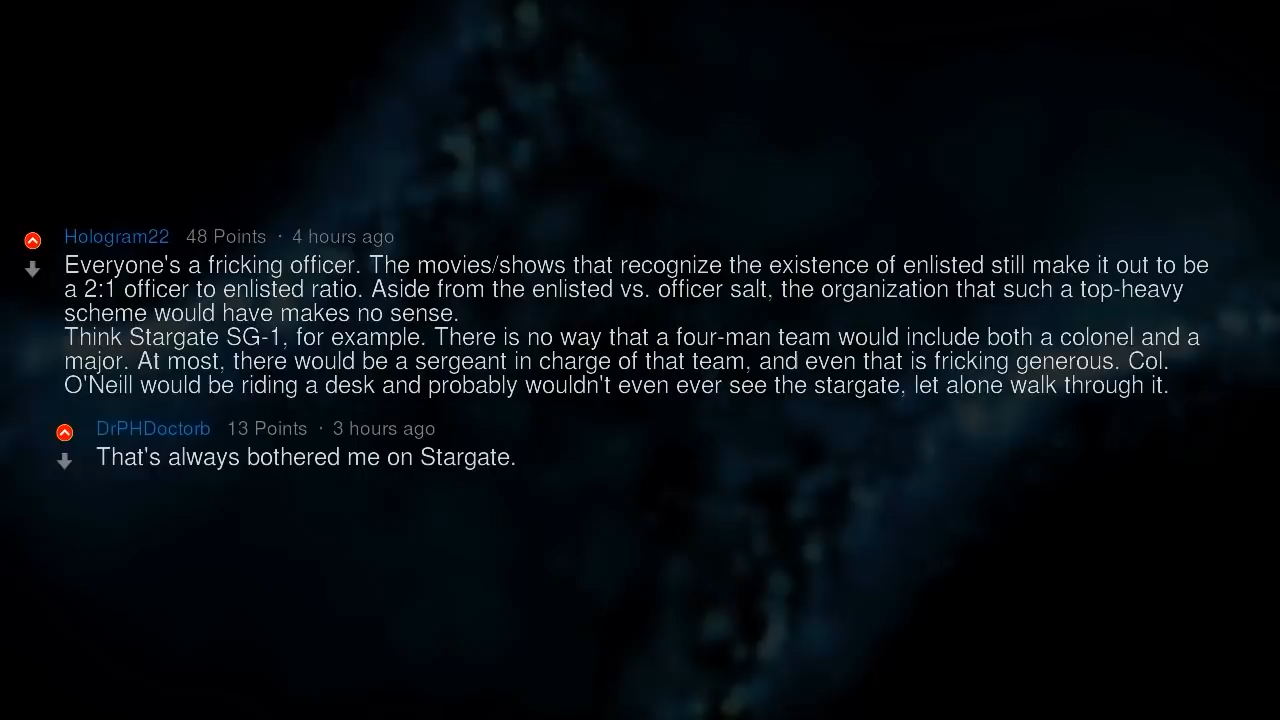 Hologram22 48 Points · 4 hours ago
Everyone's a fricking officer. The movies/shows that recognize the existence of enlisted still make it out to be
a 2:1 officer to enlisted ratio. Aside from the enlisted vs. officer salt, the organization that such a top-heavy
scheme would have makes no sense.
Think Stargate SG-1, for example. There is no way that a four-man team would include both a colonel and a
major. At most, there would be a sergeant in charge of that team, and even that is fricking generous. Col.
O'Neill would be riding a desk and probably wouldn't even ever see the stargate, let alone walk through it.
DrPHDoctorb 13 Points · 3 hours ago
That's always bothered me on Stargate.